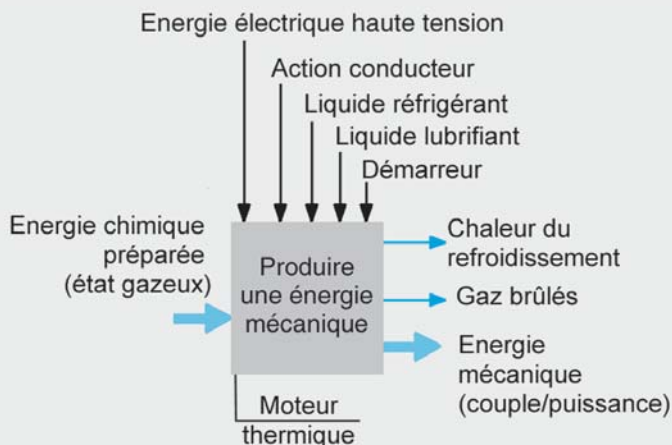 Energie électrique haute tension
Action conducteur
Liquide réfrigérant
Liquide lubrifiant
Démarreur
Energie chimique
préparée
(état gazeux)
Produire
une énergie
mécanique
Chaleur du
refroidissement
Gaz brûlés
Energie
mécanique
(couple/puissance)
Moteur
thermique